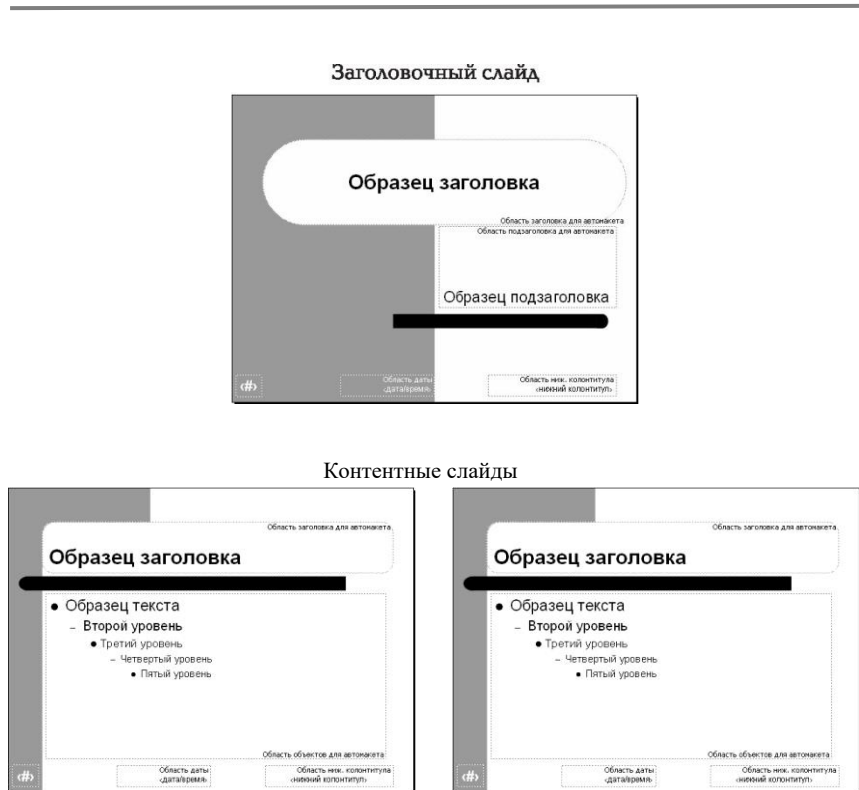 Заголовочный слайд
Образец заголовка
Область заголовка для автомакета
Область подзаголовка для автомакета
Образец подзаголовка
‹#›
Область даты
‹дата/время›
Область ниж. колонтитула
‹нижний колонтитул›
Контентные слайды
Область заголовка для автомакета
Образец заголовка
• Образец текста
– Второй уровень
• Третий уровень
– Четвертый уровень
• Пятый уровень
Область объектов для автомакета
‹#›
Область даты
‹дата/время›
Область ниж. колонтитула
‹нижний колонтитул›
Область заголовка для автомакета
Образец заголовка
• Образец текста
– Второй уровень
• Третий уровень
– Четвертый уровень
• Пятый уровень
Область объектов для автомакета
‹#›
Область даты
‹дата/время›
Область ниж. колонтитула
‹нижний колонтитул›